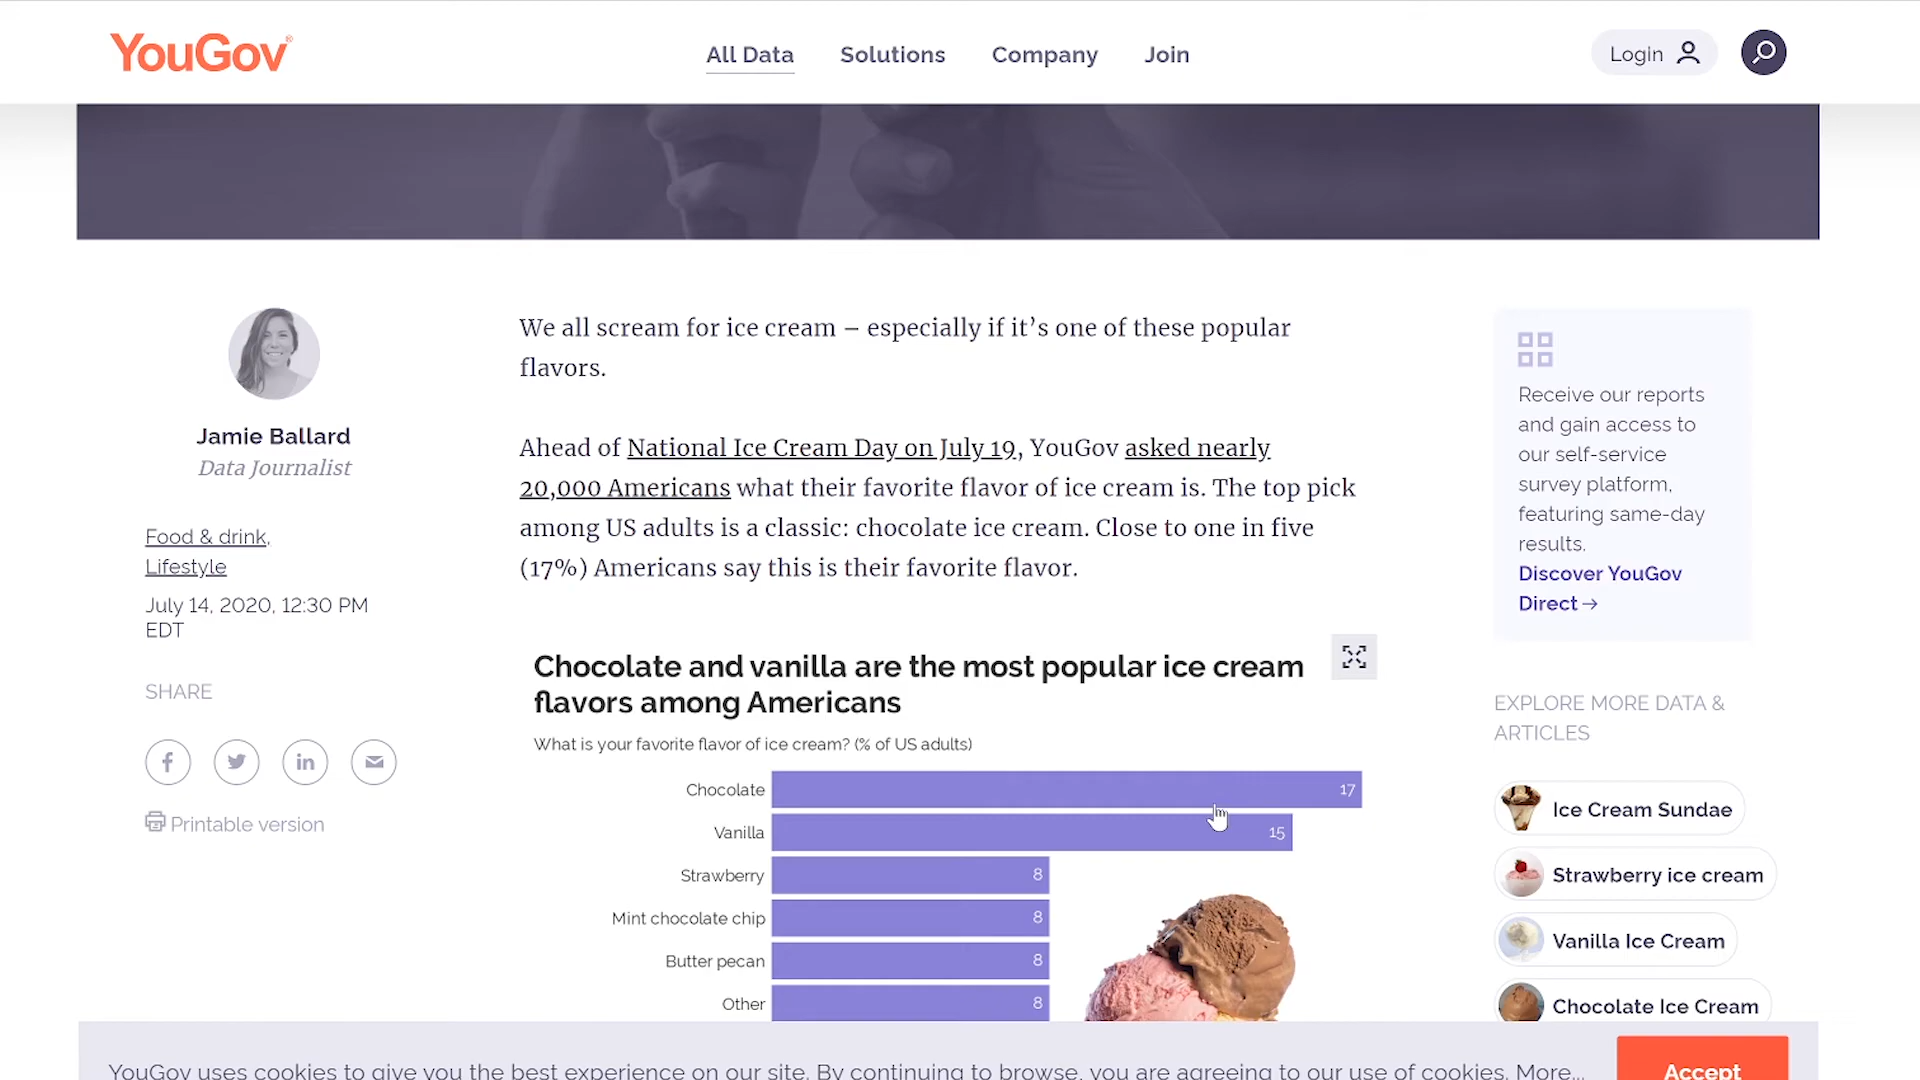 YouGov®
All Data
Solutions
Company
Join
Login
Jamie Ballard
Data Journalist
Food & drink,
Lifestyle
July 14, 2020, 12:30 PM
EDT
SHARE
Printable version
We all scream for ice cream – especially if it’s one of these popular
flavors.
Ahead of National Ice Cream Day on July 19, YouGov asked nearly
20,000 Americans what their favorite flavor of ice cream is. The top pick
among US adults is a classic: chocolate ice cream. Close to one in five
(17%) Americans say this is their favorite flavor.
Chocolate and vanilla are the most popular ice cream
flavors among Americans
What is your favorite flavor of ice cream? (% of US adults)
Chocolate 17
Vanilla 15
Strawberry 8
Mint chocolate chip 8
Butter pecan 8
Other 8
Receive our reports
and gain access to
our self-service
survey platform,
featuring same-day
results.
Discover YouGov
Direct→
EXPLORE MORE DATA &
ARTICLES
Ice Cream Sundae
Strawberry ice cream
Vanilla Ice Cream
Chocolate Ice Cream
YouGov uses cookies to give you the best experience on our site. By continuing to browse, you are agreeing to our use of cookies. More...
Accept